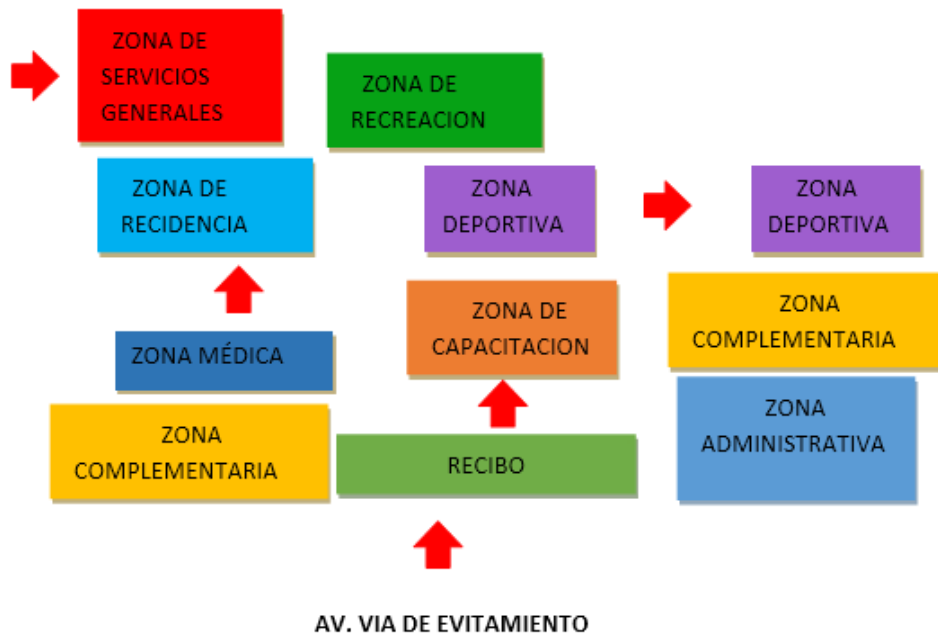 ZONA DE
SERVICIOS
GENERALES
ZONA DE
RECREACION
ZONA DE
RECIDENCIA
ZONA
DEPORTIVA
ZONA
DEPORTIVA
ZONA MÉDICA
ZONA DE
CAPACITACION
ZONA
COMPLEMENTARIA
ZONA
COMPLEMENTARIA
RECIBO
ZONA
ADMINISTRATIVA
AV. VIA DE EVITAMIENTO